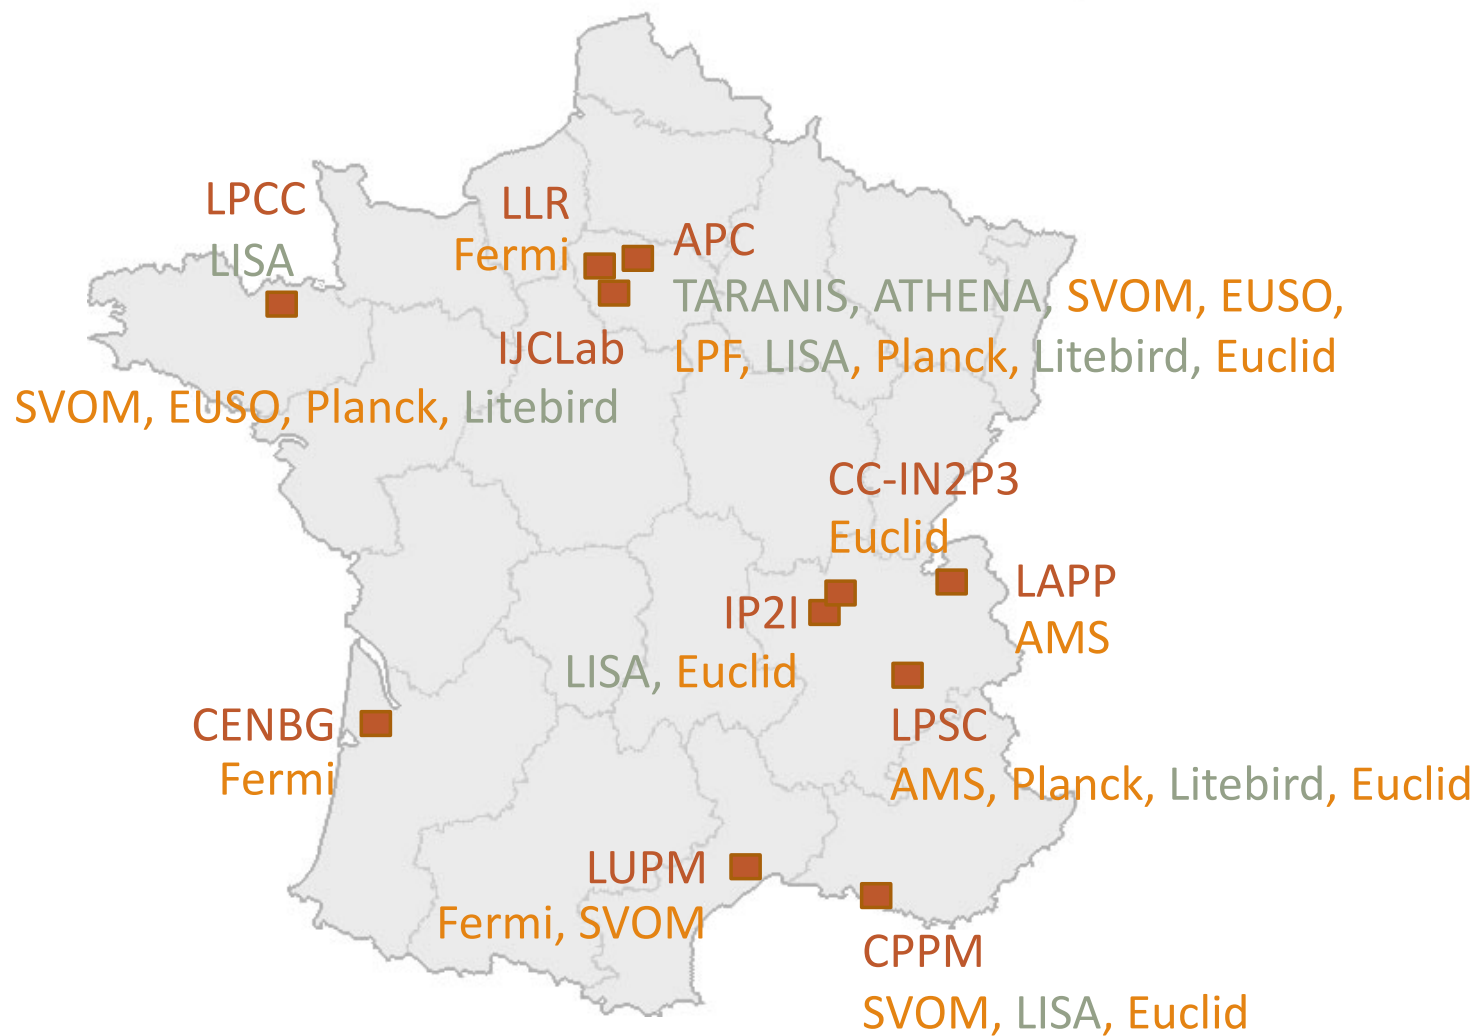 LPCC
LISA
LLR
Fermi
APC
TARANIS, ATHENA, SVOM, EUSO,
LPF, LISA, Planck, Litebird, Euclid
IJCLab
SVOM, EUSO, Planck, Litebird
CC-IN2P3
Euclid
LAPP
AMS
IP2I
LISA, Euclid
LPSC
AMS, Planck, Litebird, Euclid
CENBG
Fermi
LUPM
Fermi, SVOM
CPPM
SVOM, LISA, Euclid